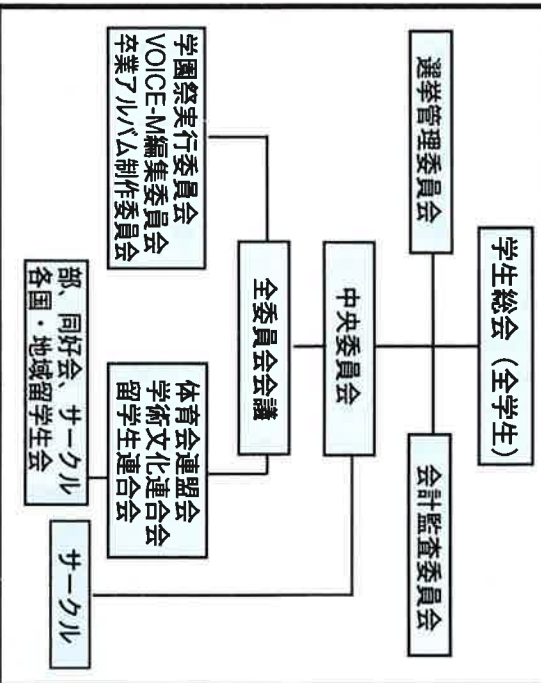 学生総会（全学生）
選挙管理委員会
会計監査委員会
中央委員会
全委員会会議
学園祭実行委員会
VOICE-M編集委員会
卒業アルバム制作委員会
体育会連盟会
学術文化連合会
留学生連合会
部、同好会、サークル
各国・地域留学生会
サークル